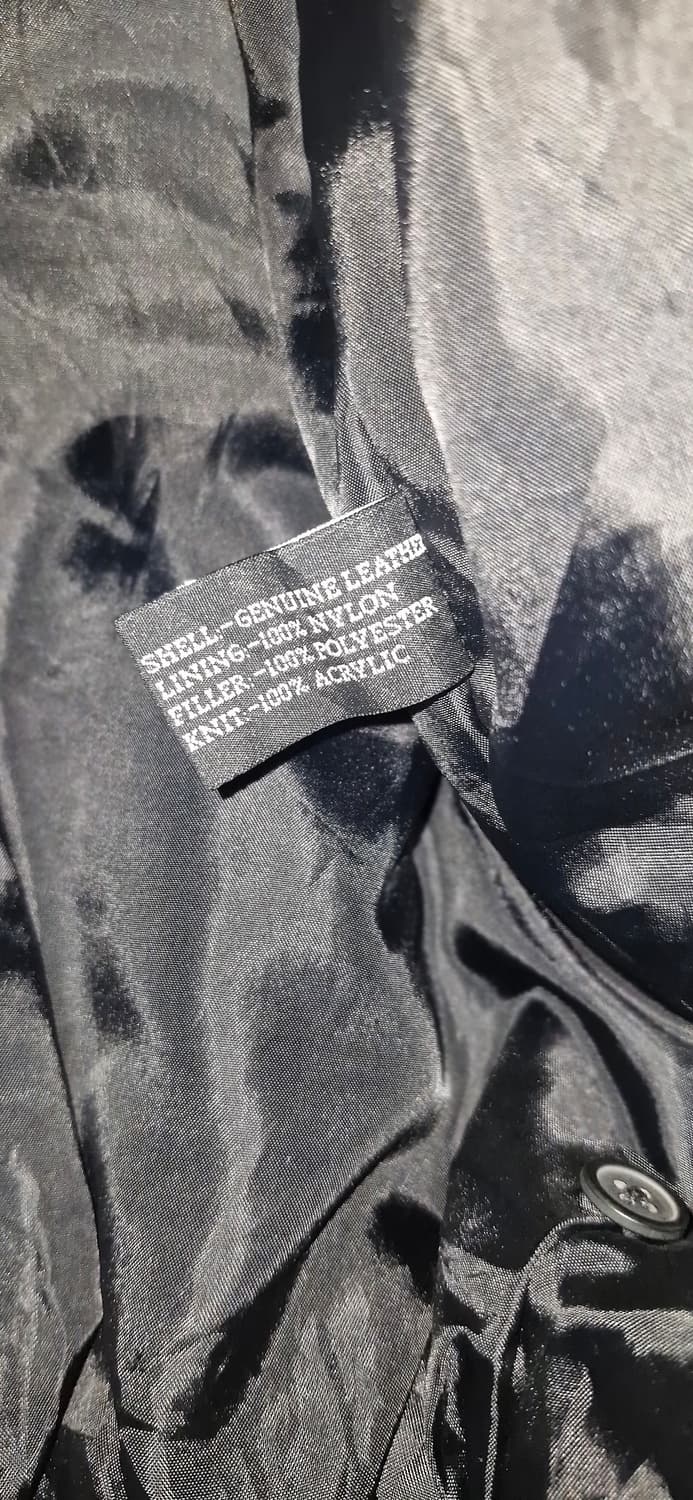 SHELL:-GENUINE LEATHE
LINING:-100% NYLON
FILLER:-100% POLYESTER
KNIT:-100% ACRYLIC